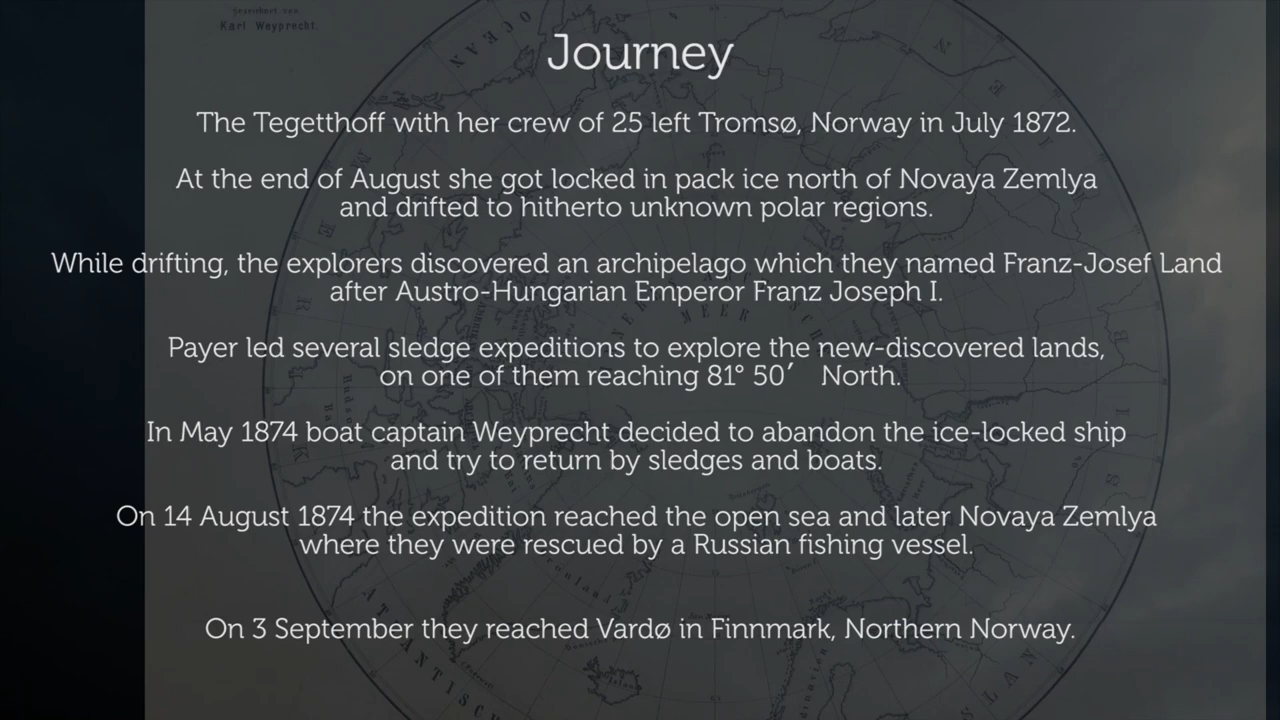 gezeichnet von
Karl Weyprecht.
Journey
The Tegetthoff with her crew of 25 left Tromsø, Norway in July 1872.
At the end of August she got locked in pack ice north of Novaya Zemlya
and drifted to hitherto unknown polar regions.
While drifting, the explorers discovered an archipelago which they named Franz-Josef Land
after Austro-Hungarian Emperor Franz Joseph I.
Payer led several sledge expeditions to explore the new-discovered lands,
on one of them reaching 81° 50′ North.
In May 1874 boat captain Weyprecht decided to abandon the ice-locked ship
and try to return by sledges and boats.
On 14 August 1874 the expedition reached the open sea and later Novaya Zemlya
where they were rescued by a Russian fishing vessel.
On 3 September they reached Vardø in Finnmark, Northern Norway.